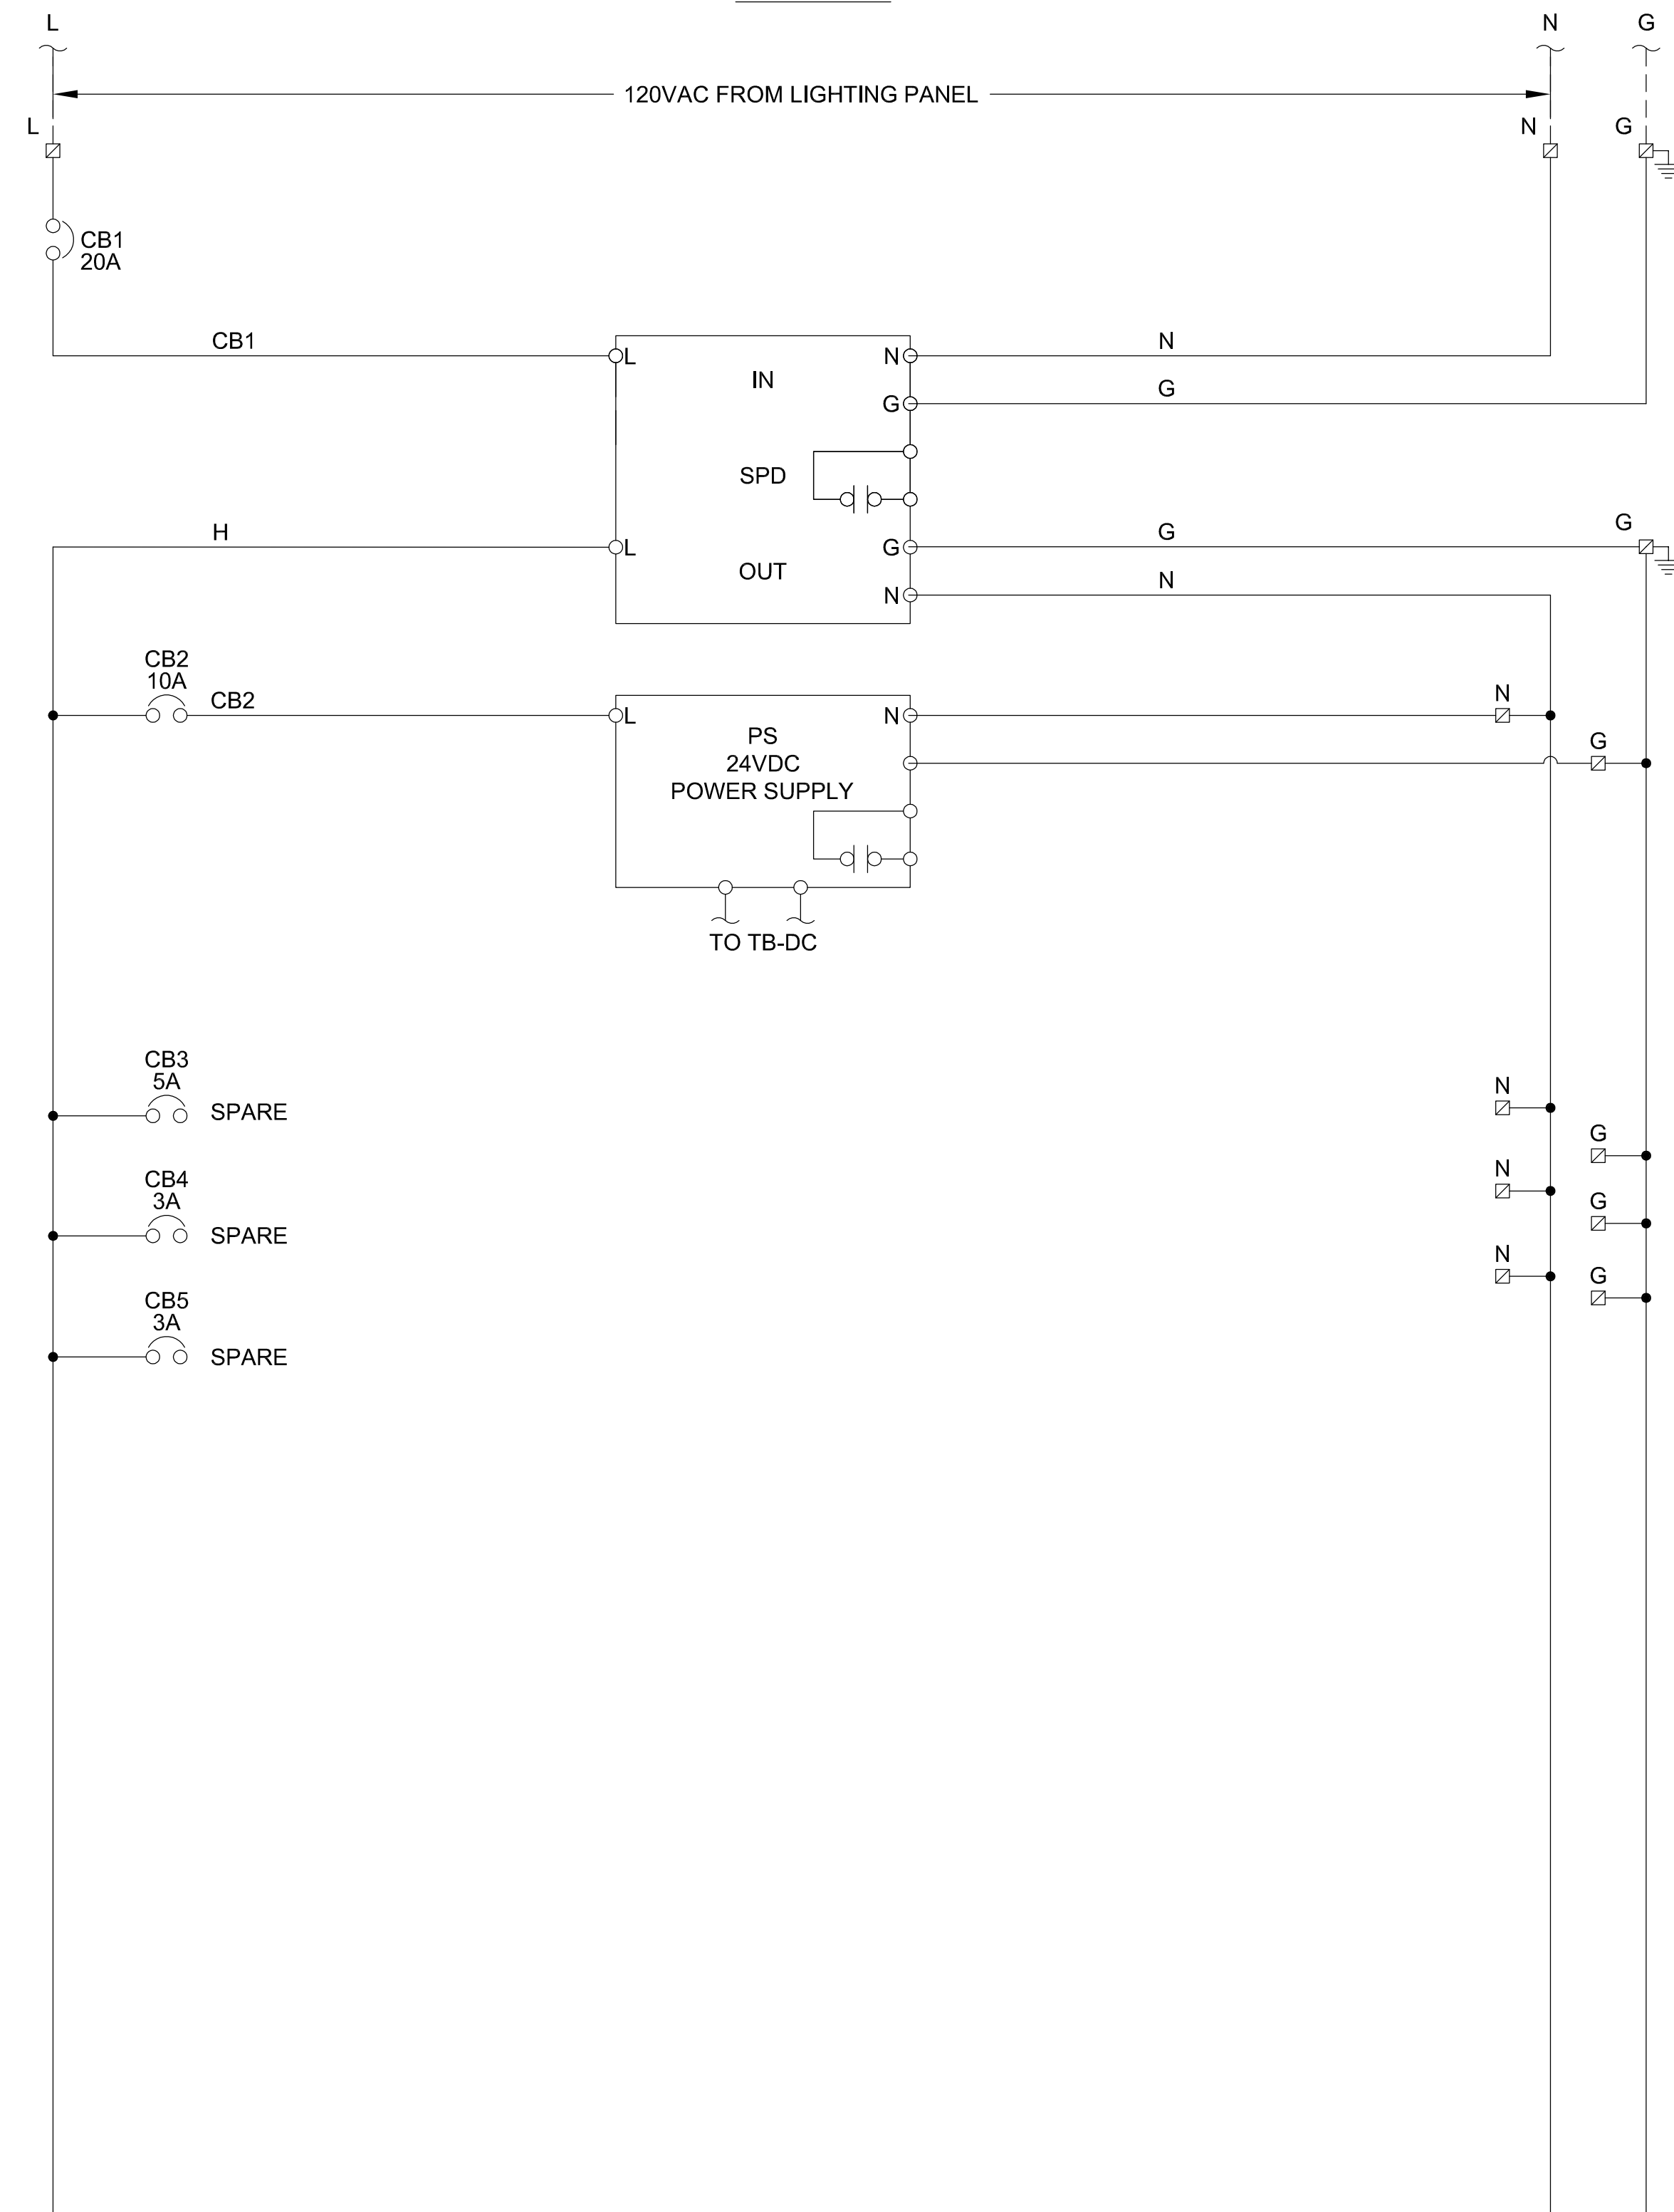 L N G
120VAC FROM LIGHTING PANEL
L N G
CB1
20A
CB1 L N N
IN
G G
SPD
H L G G G
OUT
N N
CB2
10A
CB2 L N N
PS
24VDC
POWER SUPPLY
G
TO TB-DC
CB3
5A
SPARE
N
G
CB4
3A
SPARE
N
G
CB5
3A
SPARE
N
G